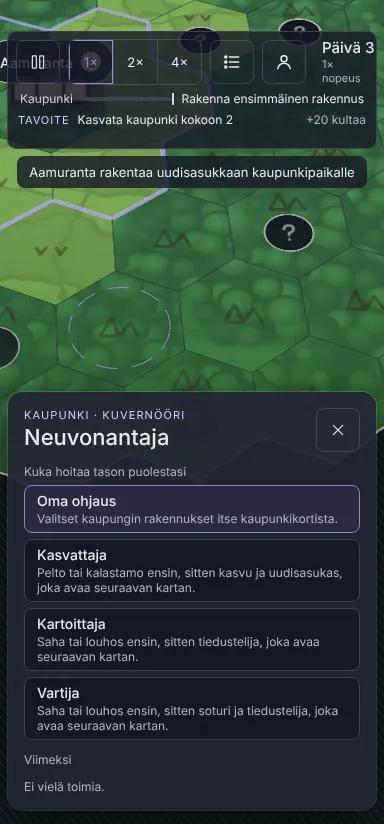 1×
2×
4×
Päivä 3
1×
nopeus
Kaupunki
Rakenna ensimmäinen rakennus
TAVOITE Kasvata kaupunki kokoon 2 +20 kultaa
Aamuranta rakentaa uudisasukkaan kaupunkipaikalle
?
KAUPUNKI · KUVERNÖÖRI
Neuvonantaja
Kuka hoitaa tason puolestasi
Oma ohjaus
Valitset kaupungin rakennukset itse kaupunkikortista.
Kasvattaja
Pelto tai kalastamo ensin, sitten kasvu ja uudisasukas,
joka avaa seuraavan kartan.
Kartoittaja
Saha tai louhos ensin, sitten tiedustelija, joka avaa
seuraavan kartan.
Vartija
Saha tai louhos ensin, sitten soturi ja tiedustelija, joka
avaa seuraavan kartan.
Viimeksi
Ei vielä toimia.